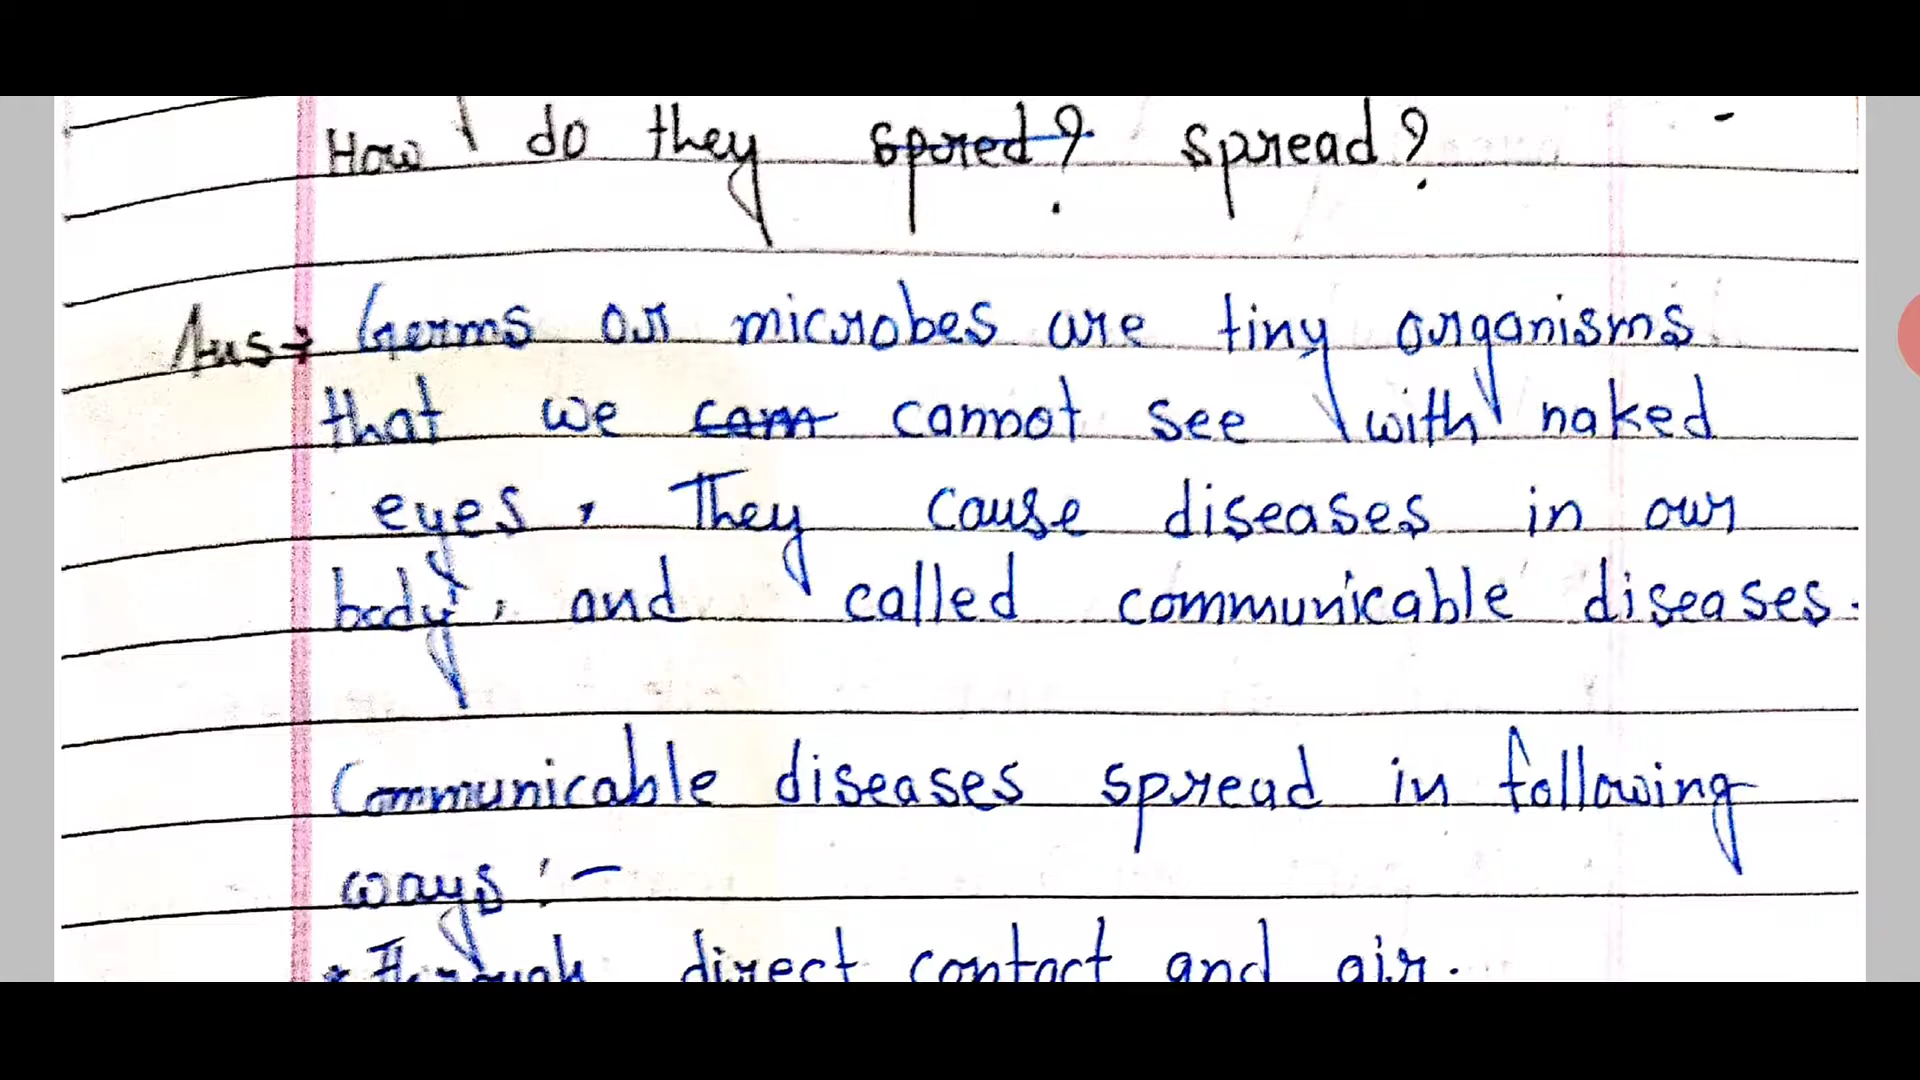 How do they spred? spread?
Ans→ Germs or microbes are tiny organisms
that we cam cannot see with naked
eyes. They cause diseases in our
body, and called communicable diseases.
Communicable diseases spread in following
ways :-
* Through direct contact and air.